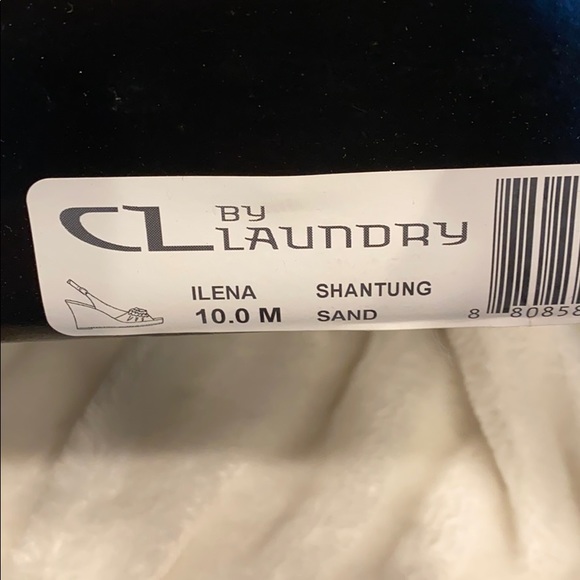 CL BY LAUNDRY
ILENA SHANTUNG
10.0 M SAND
8 80858